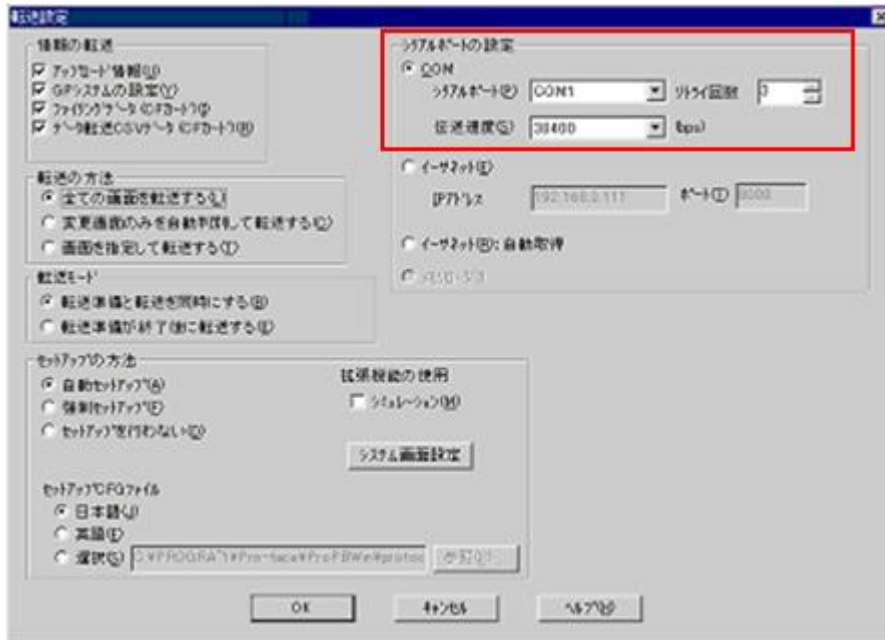 転送設定
情報の転送
アップロード情報(U)
GPシステムの設定(Y)
ファイリングデータ(CFカード)(I)
データ転送CSVデータ(CFカード)(R)
転送の方法
全ての画面を転送する(L)
変更画面のみを自動判別して転送する(C)
画面を指定して転送する(T)
転送モード
転送準備と転送を同時にする(B)
転送準備が終了後に転送する(E)
セットアップの方法
自動セットアップ(A)
強制セットアップ(F)
セットアップを行わない(D)
拡張機能の使用
シミュレーション(M)
システム画面設定
セットアップCFGファイル
日本語(J)
英語(E)
選択(S)
シリアルポートの設定
COM
シリアルポート(P) COM1 リトライ回数 3
伝送速度(S) 38400 (bps)
イーサネット(E)
IPアドレス 192.168.0.111 ポート(T) 8000
イーサネット(R): 自動取得
OK キャンセル ヘルプ(H)